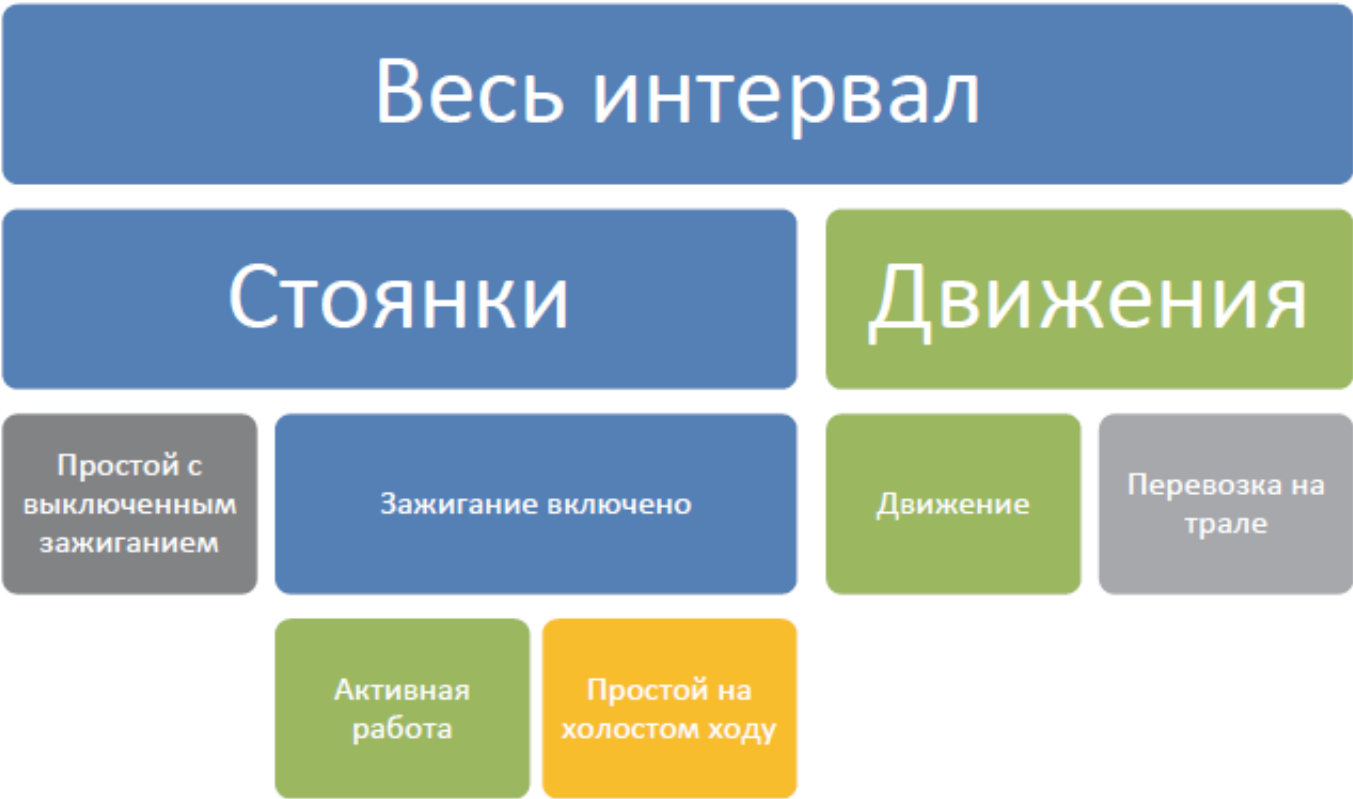 Весь интервал
Стоянки
Движения
Простой с
выключенным
зажиганием
Зажигание включено
Движение
Перевозка на
трале
Активная
работа
Простой на
холостом ходу